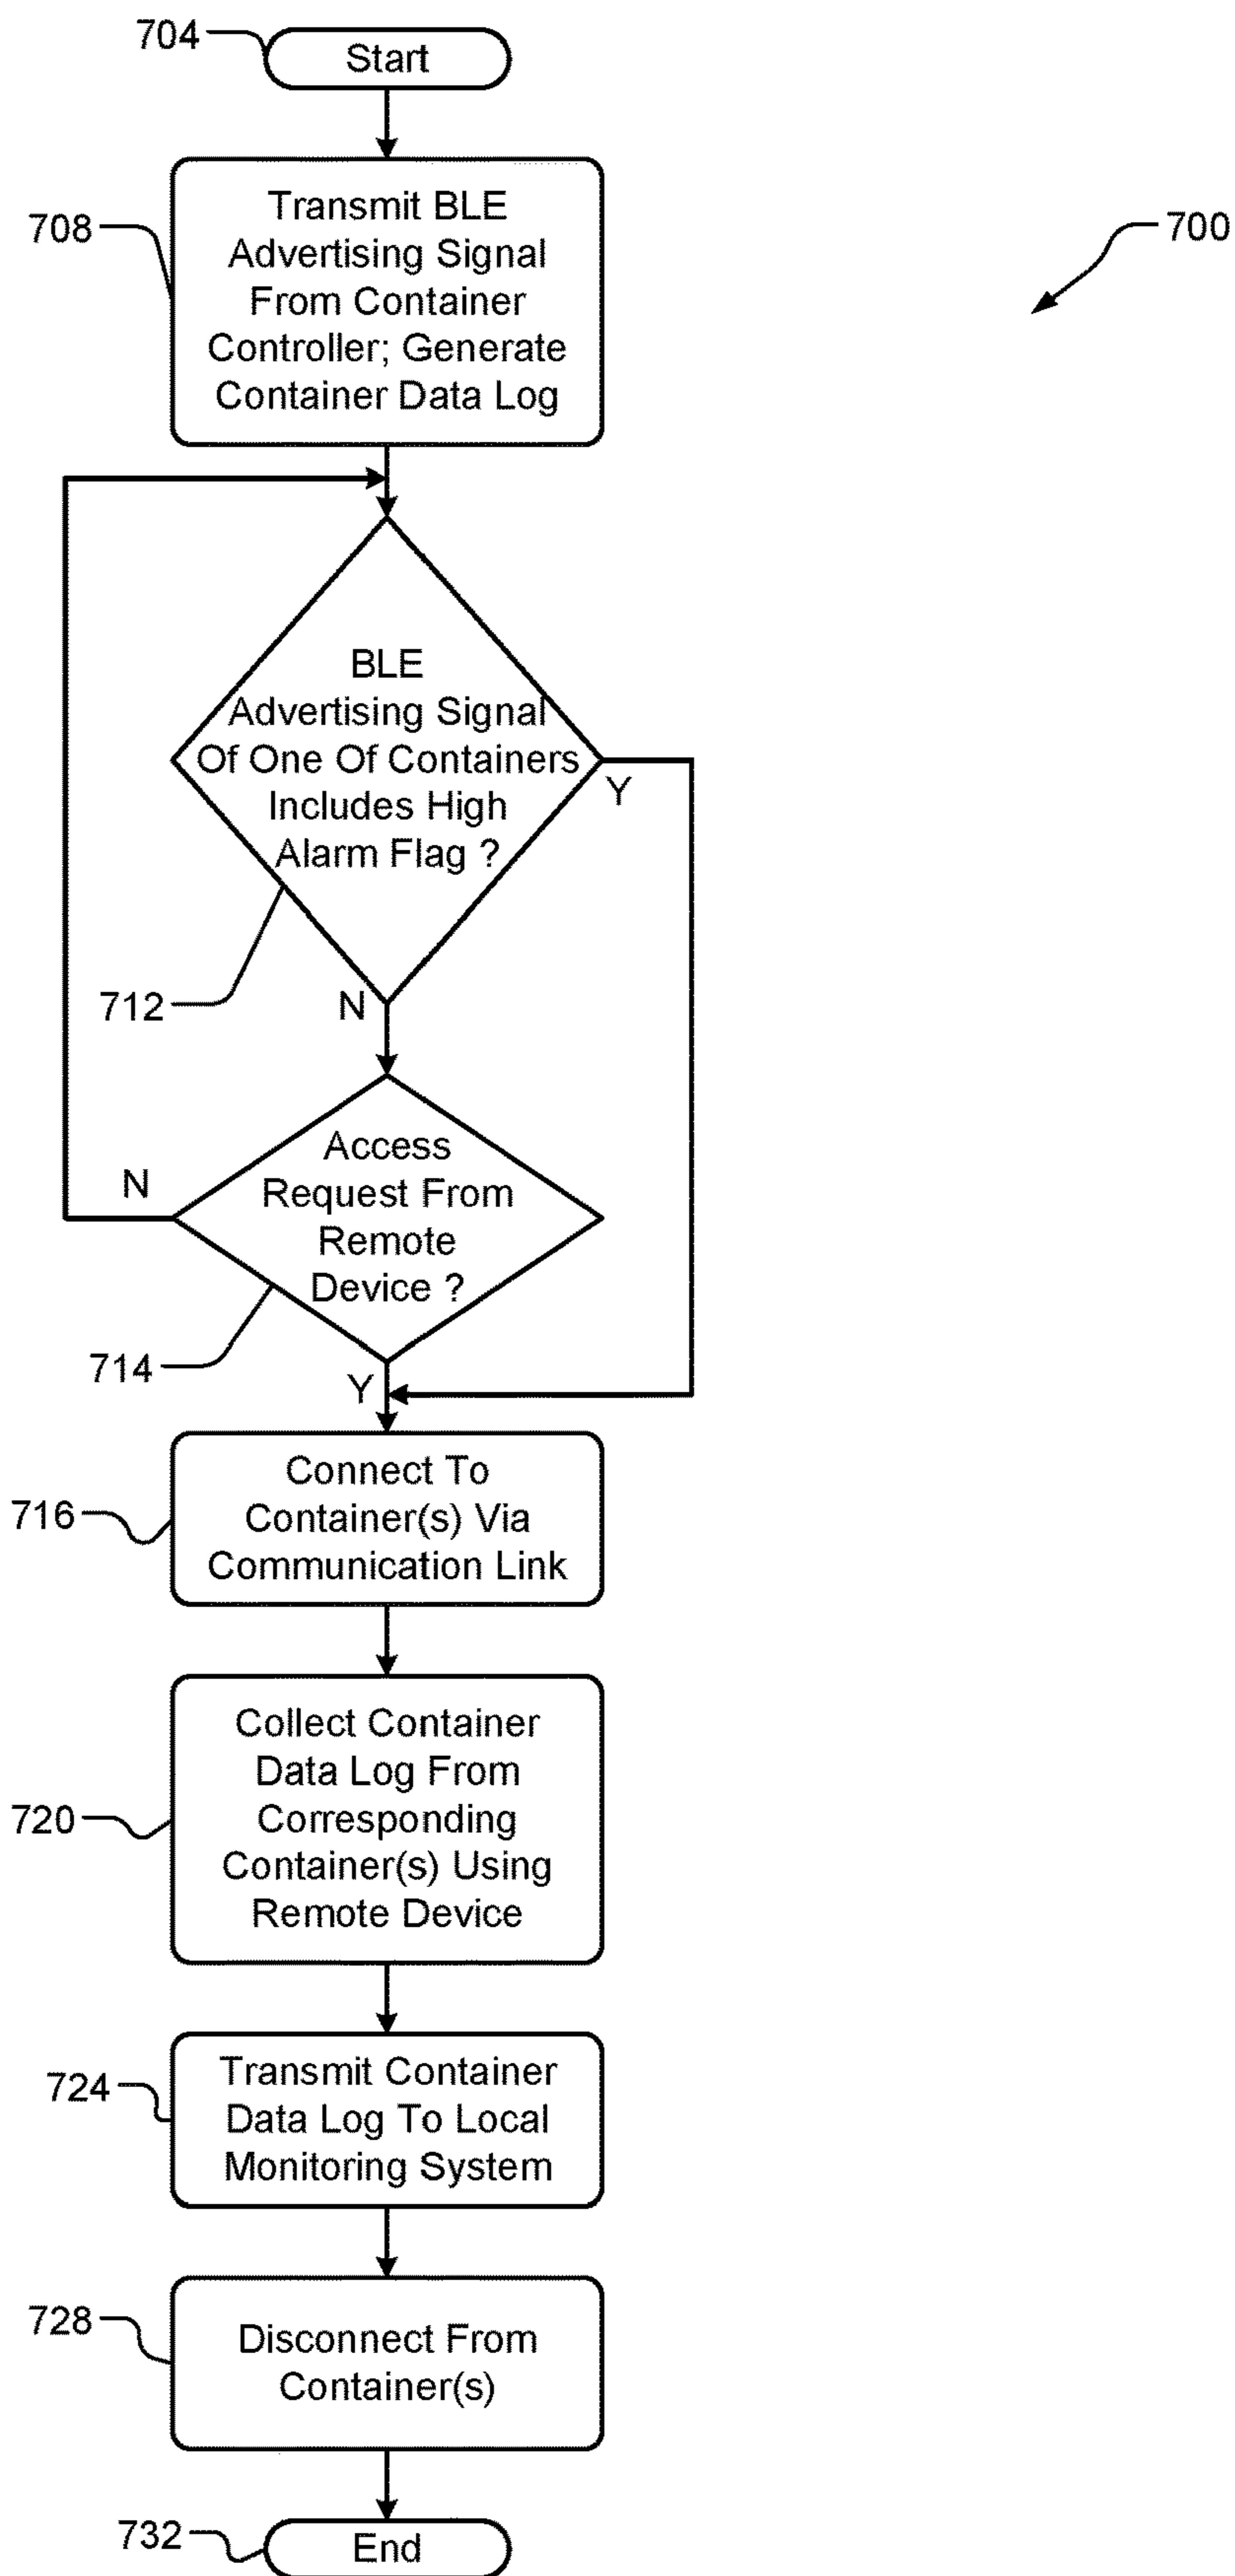 704
Start
708
Transmit BLE
Advertising Signal
From Container
Controller; Generate
Container Data Log
700
BLE
Advertising Signal
Of One Of Containers
Includes High
Alarm Flag ?
Y
712
N
Access
Request From
Remote
Device ?
N
714
Y
716
Connect To
Container(s) Via
Communication Link
720
Collect Container
Data Log From
Corresponding
Container(s) Using
Remote Device
724
Transmit Container
Data Log To Local
Monitoring System
728
Disconnect From
Container(s)
732
End